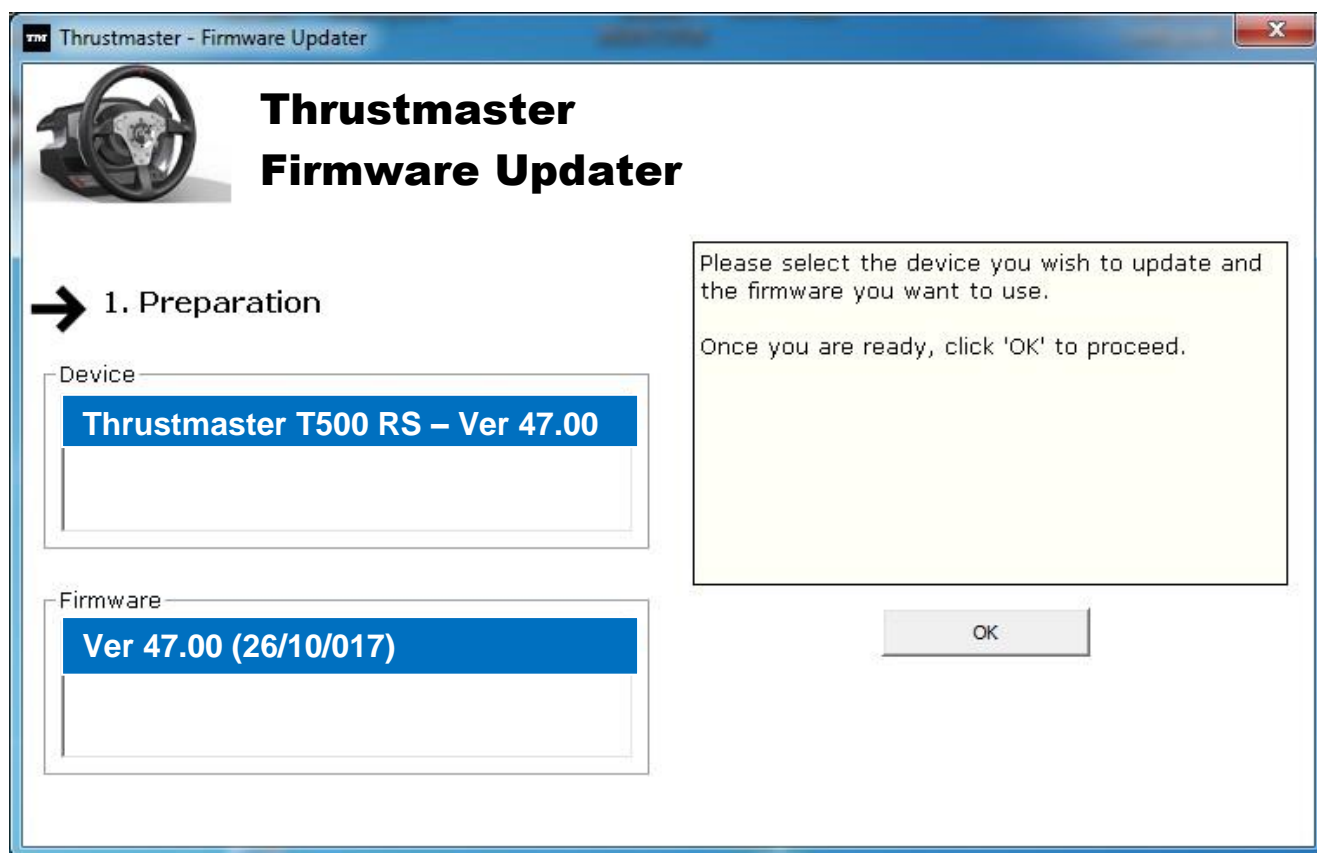 Thrustmaster - Firmware Updater
Thrustmaster
Firmware Updater
1. Preparation
Device
Thrustmaster T500 RS – Ver 47.00
Firmware
Ver 47.00 (26/10/017)
Please select the device you wish to update and
the firmware you want to use.
Once you are ready, click 'OK' to proceed.
OK